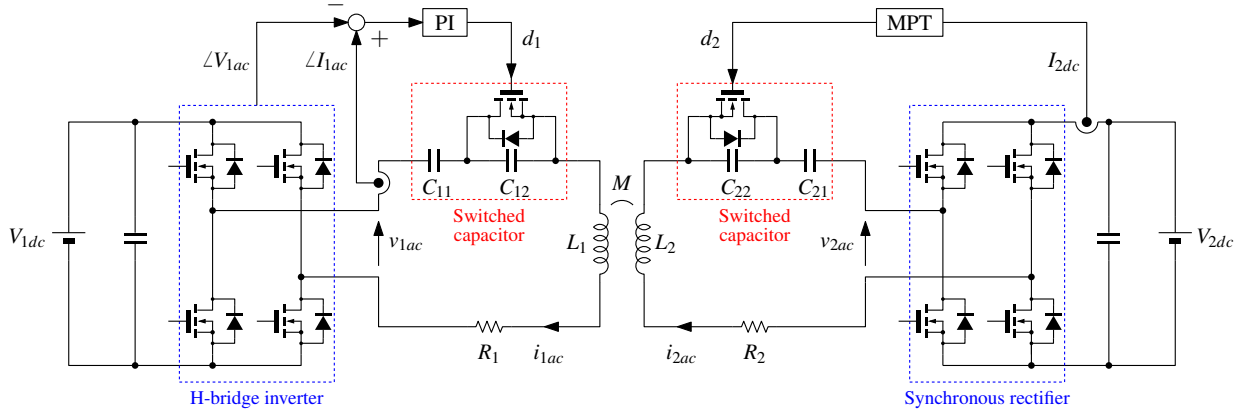 − PI d₁ d₂ MPT
+
∠V₁ac ∠I₁ac I₂dc
C₁₁ C₁₂ M C₂₂ C₂₁
Switched capacitor
Switched capacitor
V₁dc v₁ac L₁ L₂ v₂ac V₂dc
R₁ i₁ac i₂ac R₂
H-bridge inverter Synchronous rectifier